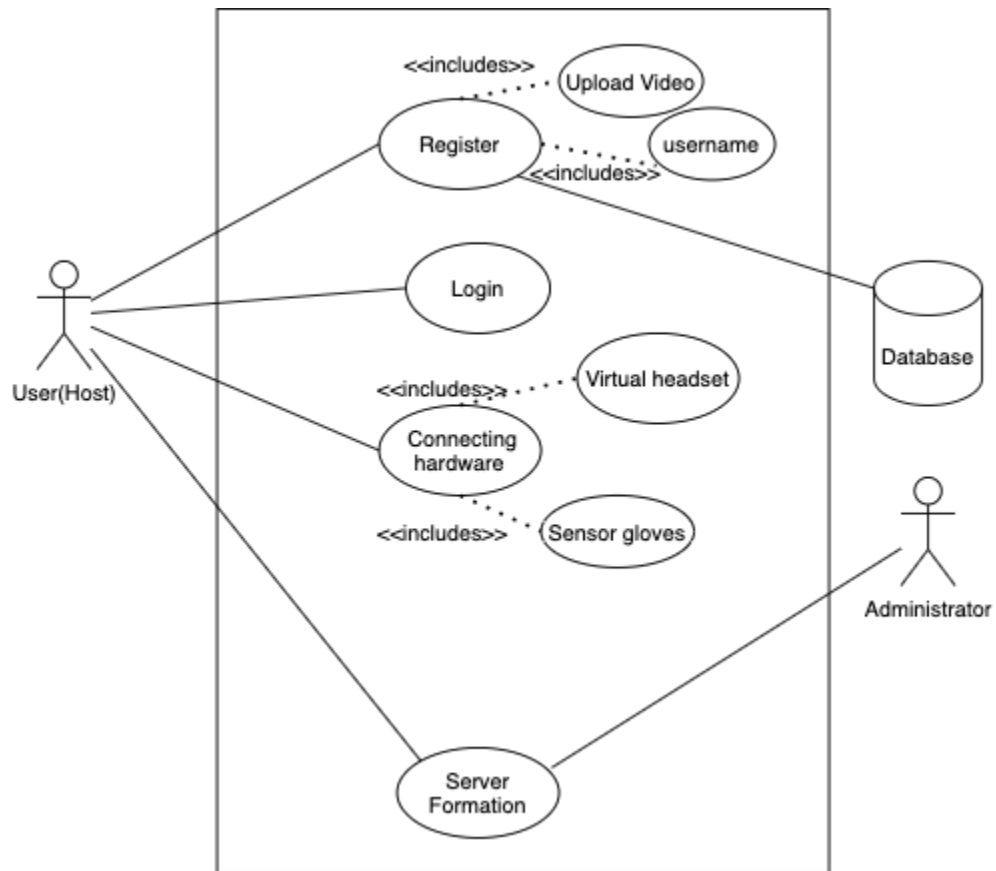 <<includes>>
Upload Video
Register
username
<<includes>>
Login
User(Host)
Database
Virtual headset
<<includes>>
Connecting
hardware
<<includes>>
Sensor gloves
Administrator
Server
Formation